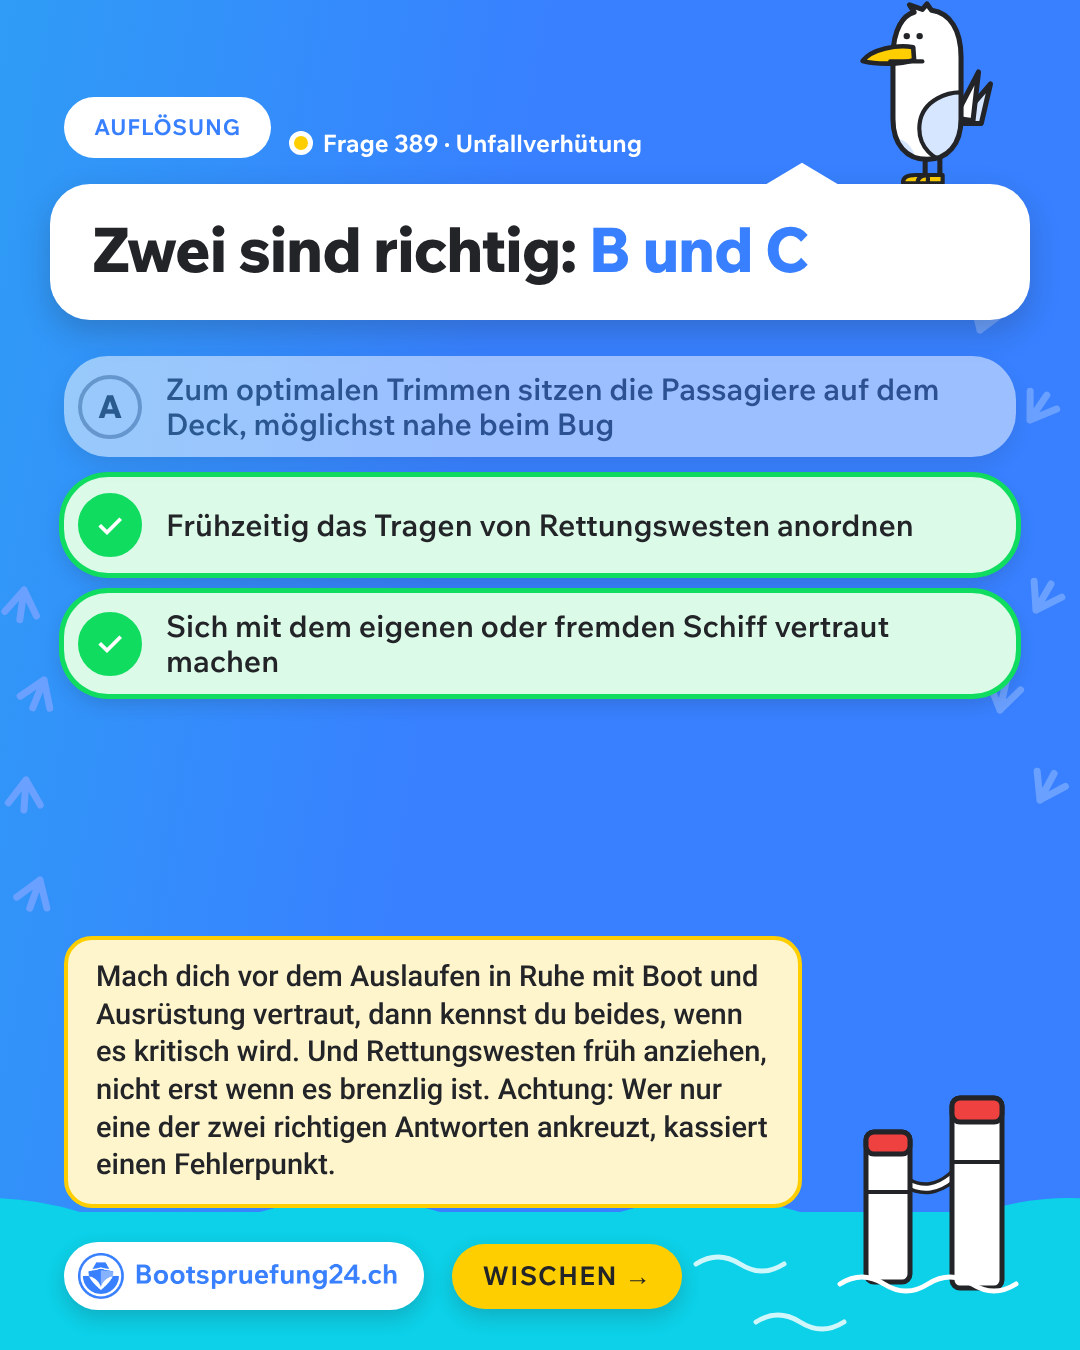 AUFLÖSUNG
Frage 389 · Unfallverhütung
Zwei sind richtig: B und C
A
Zum optimalen Trimmen sitzen die Passagiere auf dem
Deck, möglichst nahe beim Bug
Frühzeitig das Tragen von Rettungswesten anordnen
Sich mit dem eigenen oder fremden Schiff vertraut
machen
Mach dich vor dem Auslaufen in Ruhe mit Boot und
Ausrüstung vertraut, dann kennst du beides, wenn
es kritisch wird. Und Rettungswesten früh anziehen,
nicht erst wenn es brenzlig ist. Achtung: Wer nur
eine der zwei richtigen Antworten ankreuzt, kassiert
einen Fehlerpunkt.
Bootspruefung24.ch
WISCHEN →